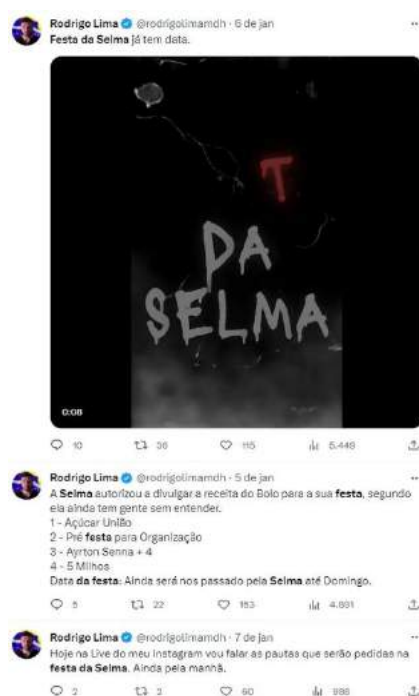 Rodrigo Lima @rodrigolimamdh · 6 de jan
Festa da Selma já tem data.
T
DA
SELMA
0:08
10 36 115 5.449
Rodrigo Lima @rodrigolimamdh · 5 de jan
A Selma autorizou a divulgar a receita do Bolo para a sua festa, segundo
ela ainda tem gente sem entender.
1 - Açúcar União
2 - Pré festa para Organização
3 - Ayrton Senna + 4
4 - 5 Milhos
Data da festa: Ainda será nos passado pela Selma até Domingo.
5 22 153 4.891
Rodrigo Lima @rodrigolimamdh · 7 de jan
Hoje na Live do meu Instagram vou falar as pautas que serão pedidas na
festa da Selma. Ainda pela manhã.
2 2 60 986